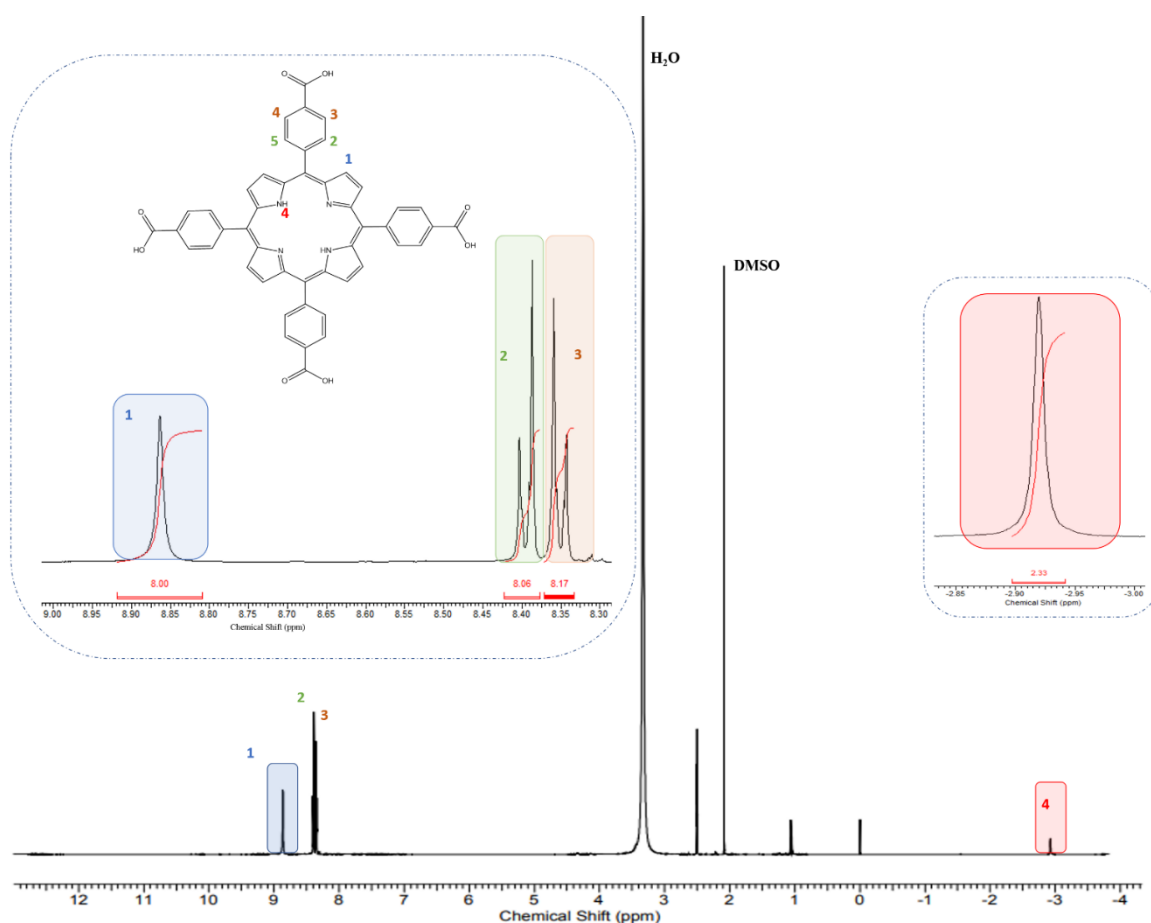 H2O
O
OH
4
3
5
2
1
NH
N
4
O
HO
O
OH
N
HN
O
OH
DMSO
2
3
1
8.00
8.06
8.17
9.00 8.95 8.90 8.85 8.80 8.75 8.70 8.65 8.60 8.55 8.50 8.45 8.40 8.35 8.30
Chemical Shift (ppm)
2.33
-2.85 -2.90 -2.95 -3.00
Chemical Shift (ppm)
2
3
1
4
12 11 10 9 8 7 6 5 4 3 2 1 0 -1 -2 -3 -4
Chemical Shift (ppm)